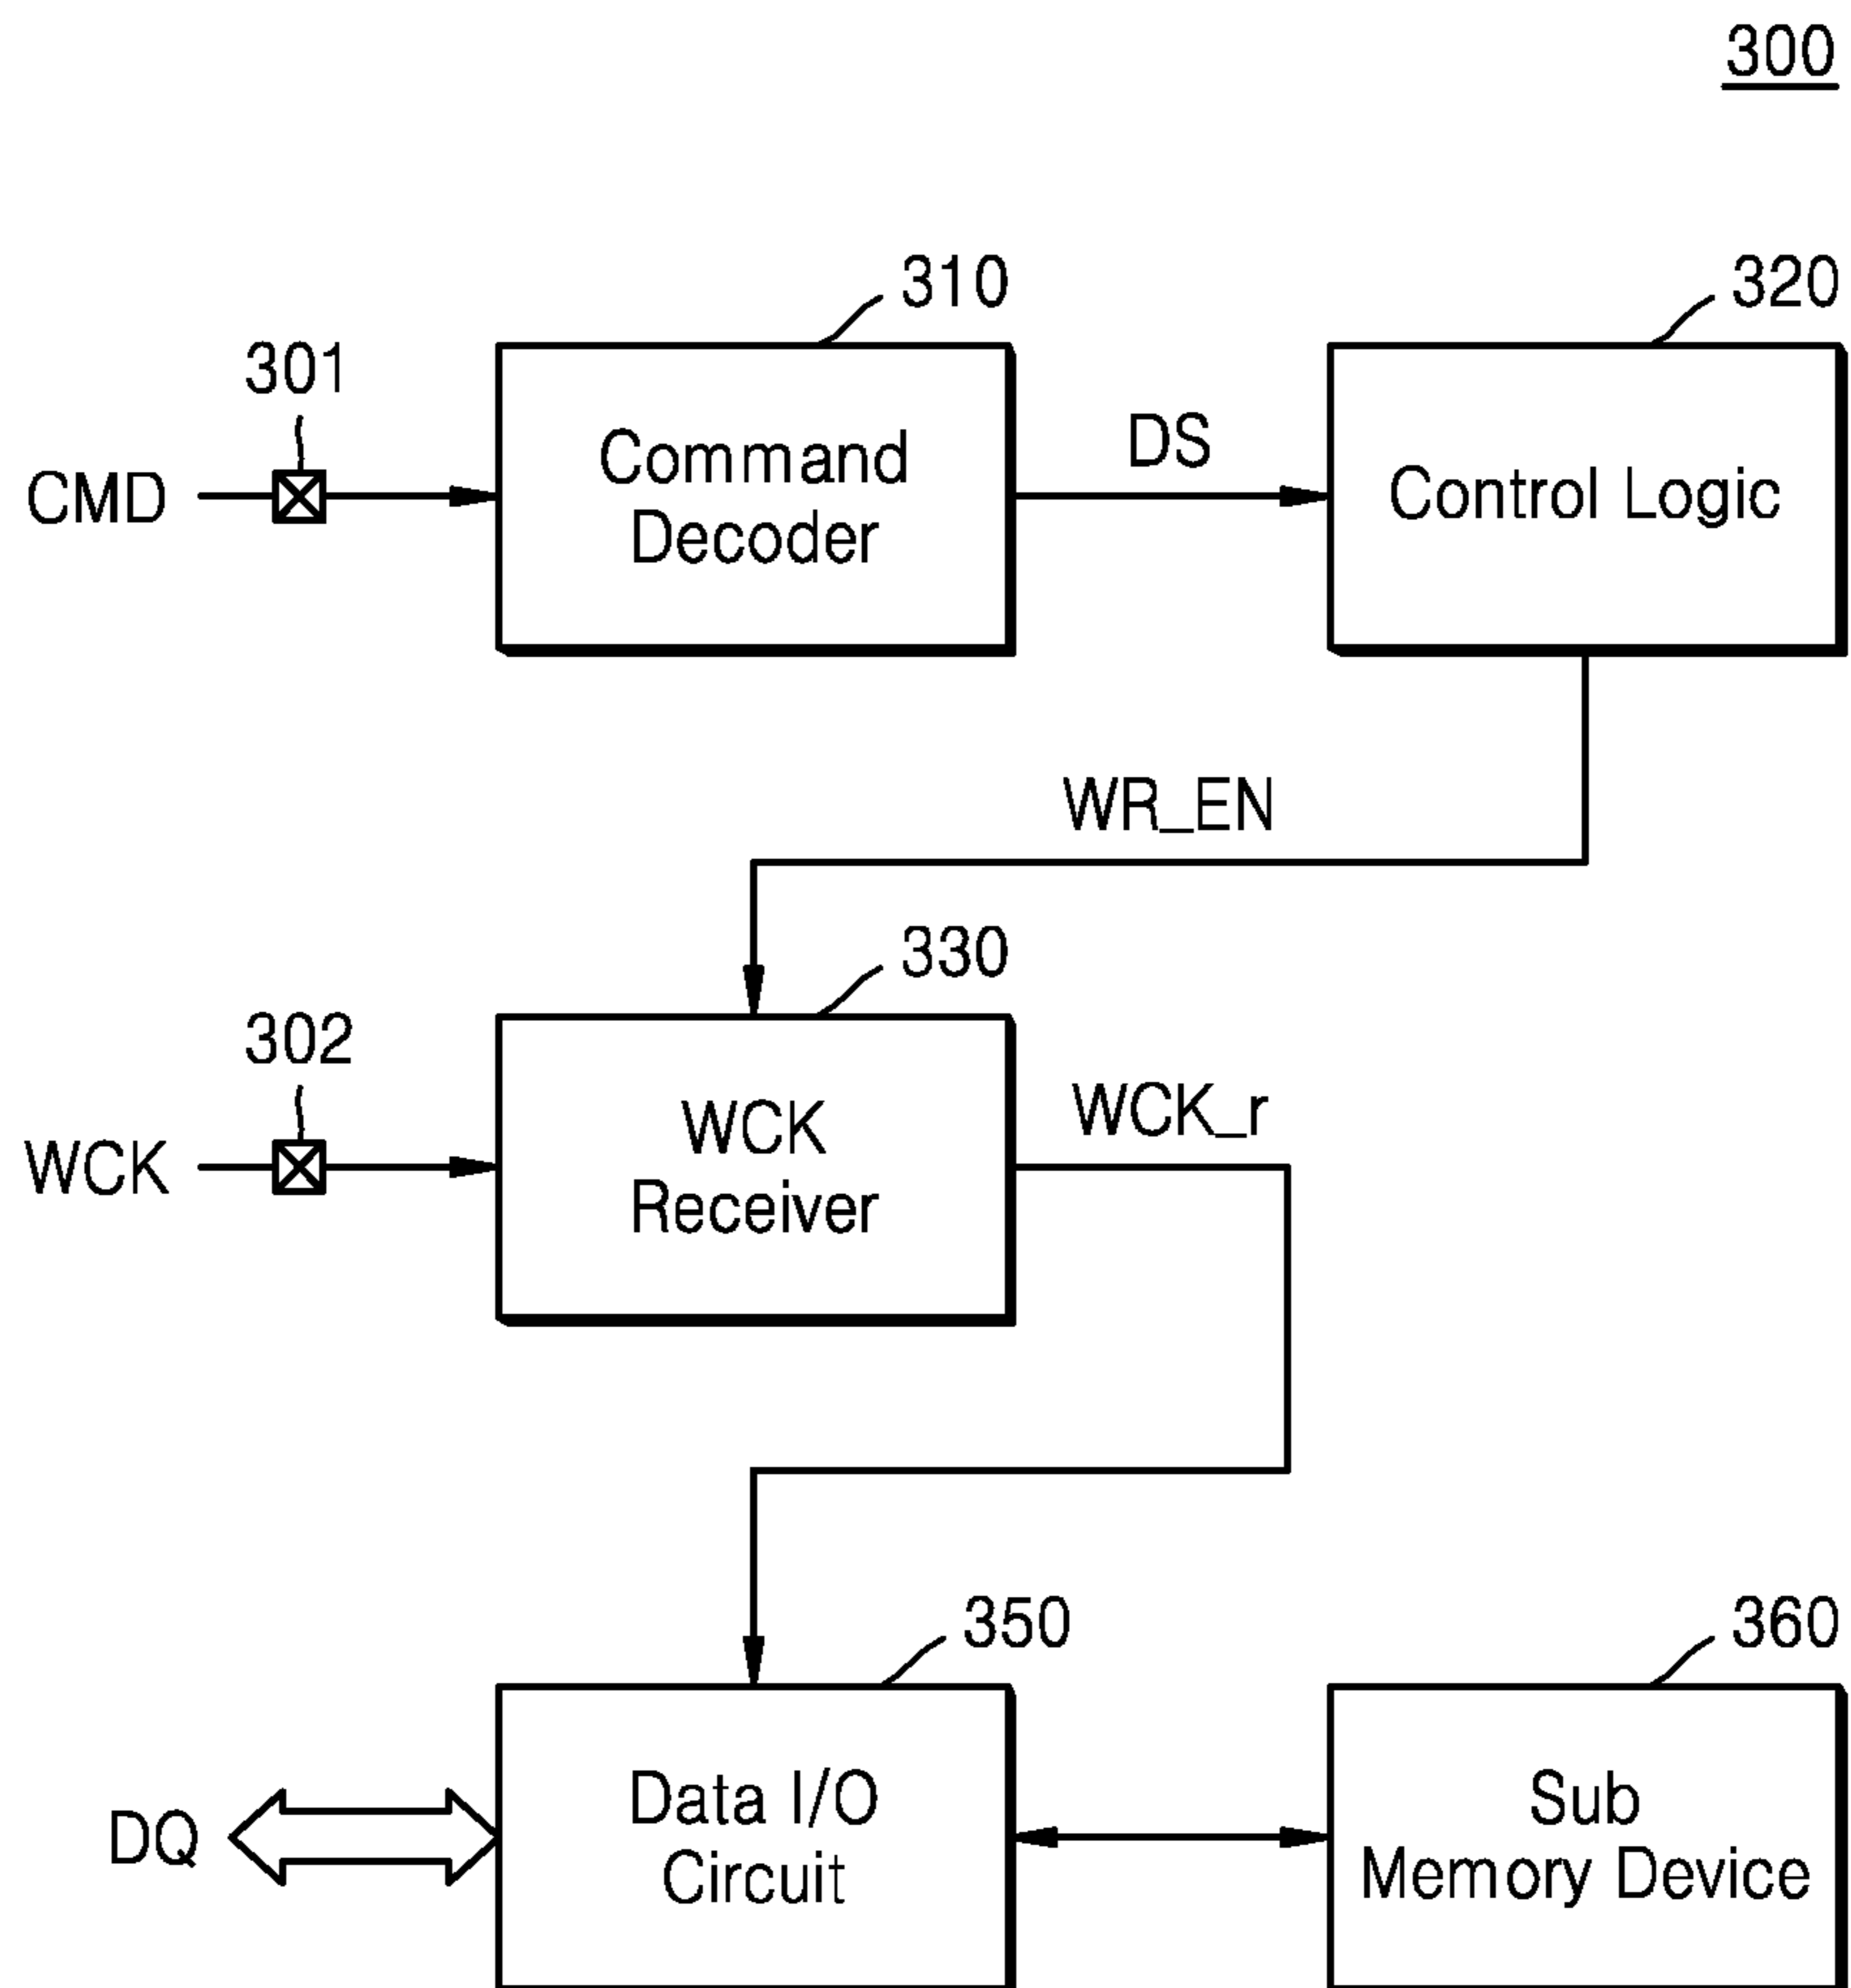 300
310
320
301
CMD
Command
Decoder
DS
Control Logic
WR_EN
330
302
WCK
WCK
Receiver
WCK_r
350
360
DQ
Data I/O
Circuit
Sub
Memory Device